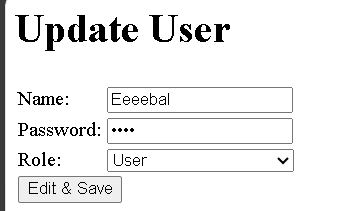 Update User
Name: Eeeebal
Password: ••••
Role: User
Edit & Save